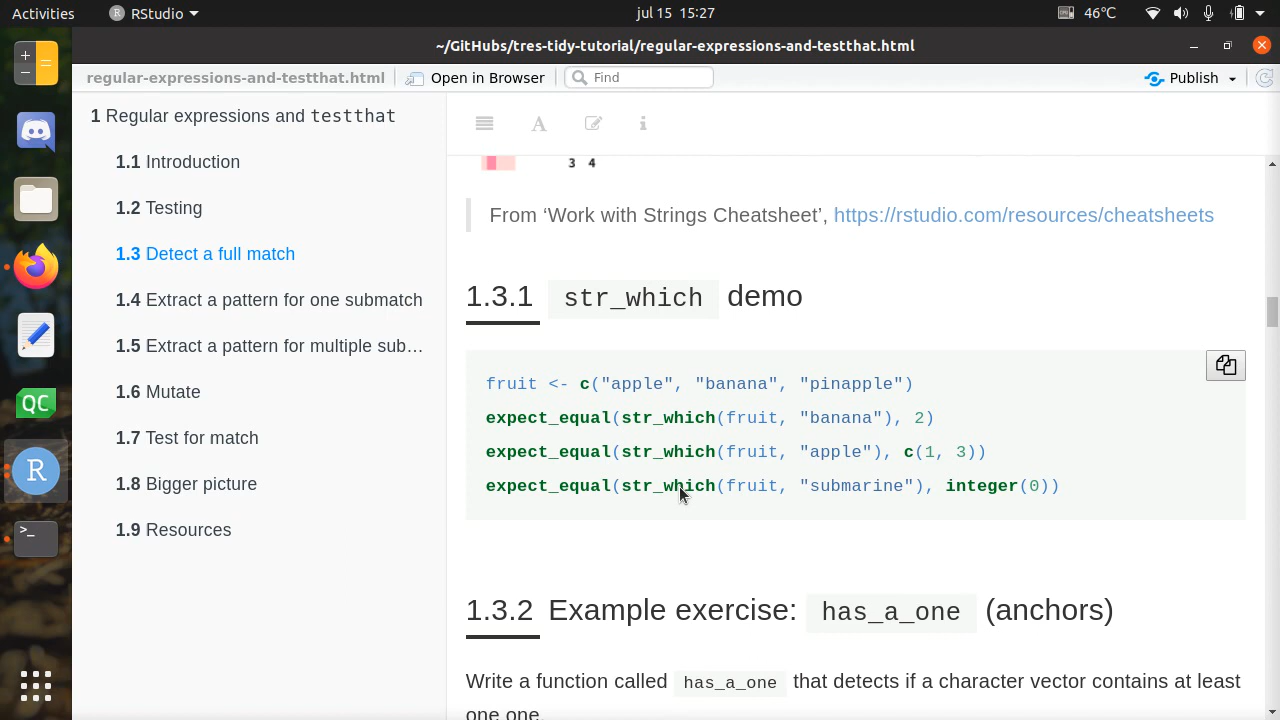 Activities
RStudio
jul 15 15:27
46°C
~/GitHubs/tres-tidy-tutorial/regular-expressions-and-testthat.html
regular-expressions-and-testthat.html
Open in Browser
Find
Publish
1 Regular expressions and testthat
1.1 Introduction
1.2 Testing
1.3 Detect a full match
1.4 Extract a pattern for one submatch
1.5 Extract a pattern for multiple sub…
1.6 Mutate
1.7 Test for match
1.8 Bigger picture
1.9 Resources
QC
R
>_
A
i
3 4
From ‘Work with Strings Cheatsheet’, https://rstudio.com/resources/cheatsheets
1.3.1 str_which demo
fruit <- c("apple", "banana", "pinapple")
expect_equal(str_which(fruit, "banana"), 2)
expect_equal(str_which(fruit, "apple"), c(1, 3))
expect_equal(str_which(fruit, "submarine"), integer(0))
1.3.2 Example exercise: has_a_one (anchors)
Write a function called has_a_one that detects if a character vector contains at least
one one.